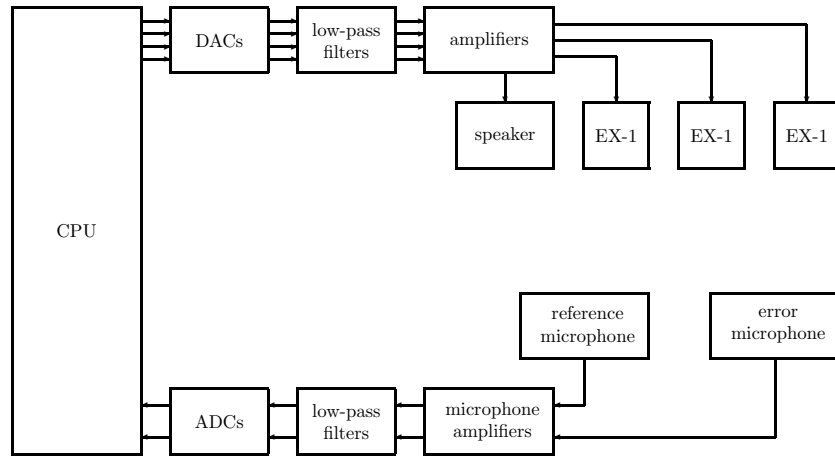 DACs
low-pass
filters
amplifiers
speaker
EX-1
EX-1
EX-1
CPU
reference
microphone
error
microphone
ADCs
low-pass
filters
microphone
amplifiers